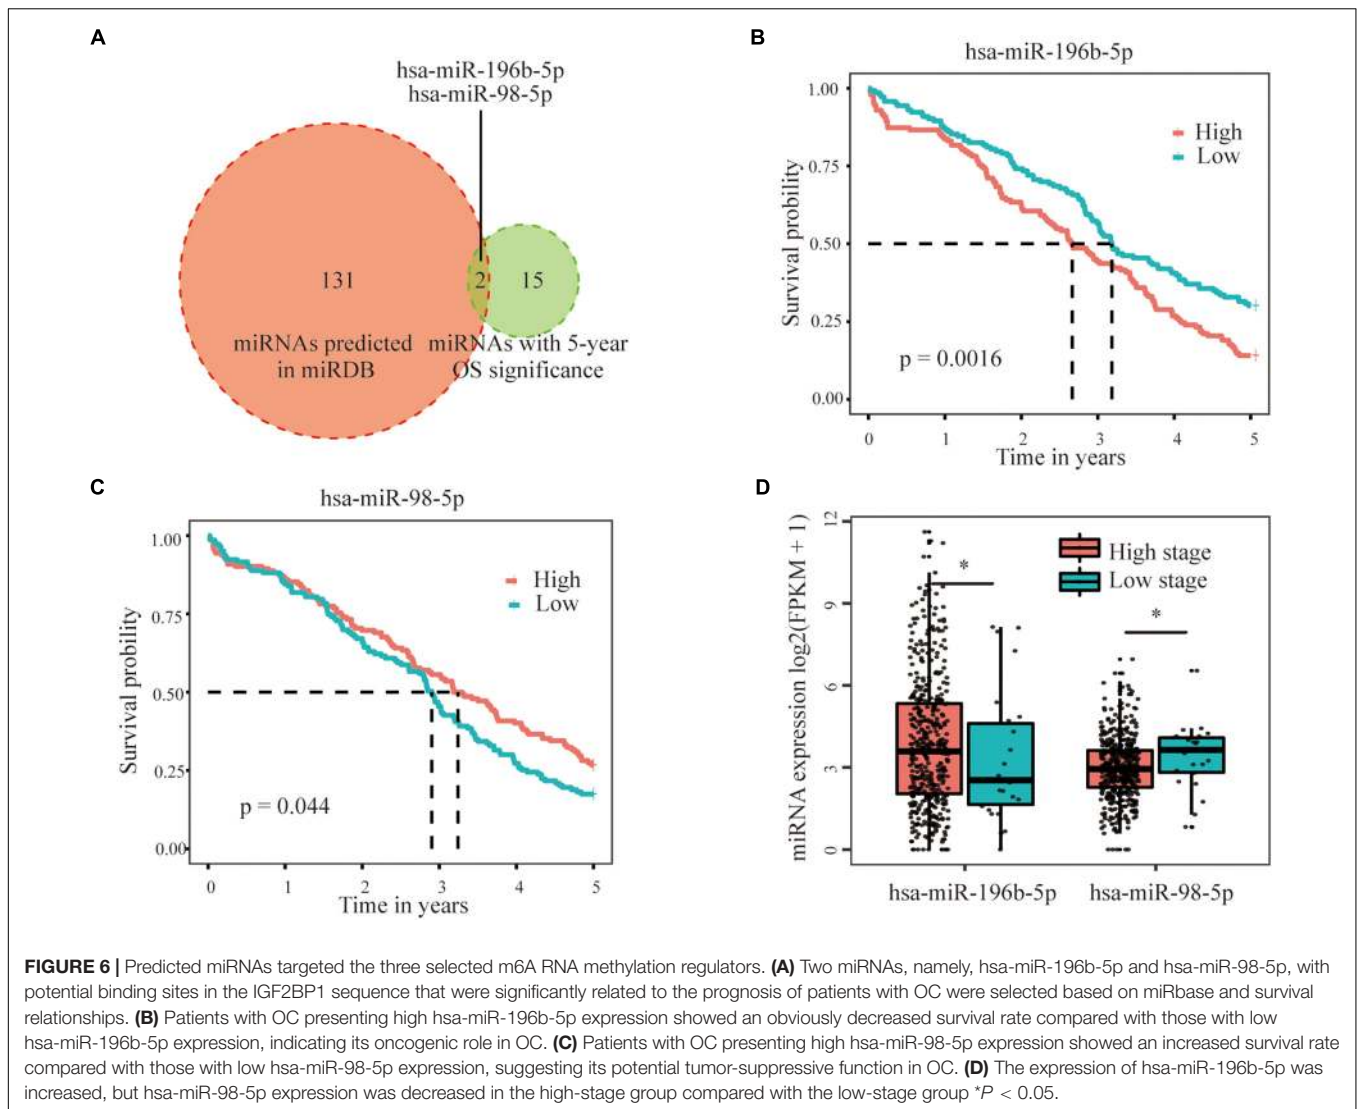 A
hsa-miR-196b-5p
hsa-miR-98-5p
131
2
15
miRNAs predicted
in miRDB
miRNAs with 5-year
OS significance
B
hsa-miR-196b-5p
Survival probility
1.00
0.75
0.50
0.25
0.00
High
Low
p = 0.0016
0 1 2 3 4 5
Time in years
C
hsa-miR-98-5p
Survival probility
1.00
0.75
0.50
0.25
0.00
High
Low
p = 0.044
0 1 2 3 4 5
Time in years
D
miRNA expression log2(FPKM + 1)
12
9
6
3
0
High stage
Low stage
*
*
hsa-miR-196b-5p
hsa-miR-98-5p
FIGURE 6 | Predicted miRNAs targeted the three selected m6A RNA methylation regulators. (A) Two miRNAs, namely, hsa-miR-196b-5p and hsa-miR-98-5p, with
potential binding sites in the IGF2BP1 sequence that were significantly related to the prognosis of patients with OC were selected based on miRbase and survival
relationships. (B) Patients with OC presenting high hsa-miR-196b-5p expression showed an obviously decreased survival rate compared with those with low
hsa-miR-196b-5p expression, indicating its oncogenic role in OC. (C) Patients with OC presenting high hsa-miR-98-5p expression showed an increased survival rate
compared with those with low hsa-miR-98-5p expression, suggesting its potential tumor-suppressive function in OC. (D) The expression of hsa-miR-196b-5p was
increased, but hsa-miR-98-5p expression was decreased in the high-stage group compared with the low-stage group *P < 0.05.